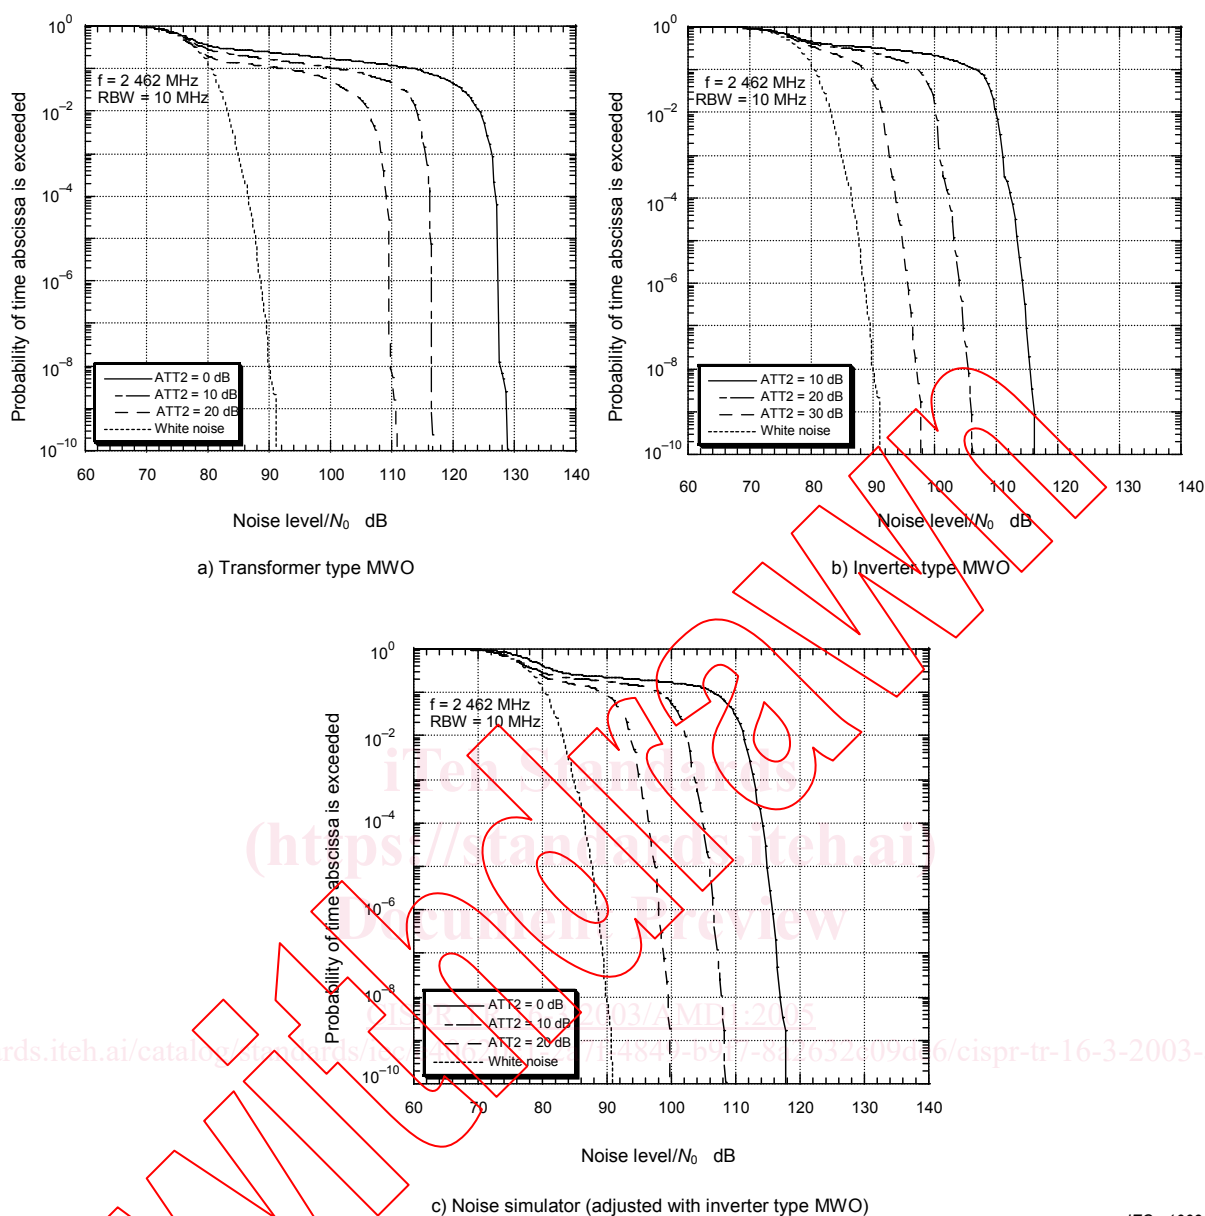 10⁰
10⁻²
10⁻⁴
10⁻⁶
10⁻⁸
10⁻¹⁰
Probability of time abscissa is exceeded
f = 2 462 MHz
RBW = 10 MHz
ATT2 = 0 dB
ATT2 = 10 dB
ATT2 = 20 dB
White noise
60 70 80 90 100 110 120 130 140
Noise level/N₀ dB
a) Transformer type MWO
10⁰
10⁻²
10⁻⁴
10⁻⁶
10⁻⁸
10⁻¹⁰
Probability of time abscissa is exceeded
f = 2 462 MHz
RBW = 10 MHz
ATT2 = 10 dB
ATT2 = 20 dB
ATT2 = 30 dB
White noise
60 70 80 90 100 110 120 130 140
Noise level/N₀ dB
b) Inverter type MWO
10⁰
10⁻²
10⁻⁴
10⁻⁶
10⁻⁸
10⁻¹⁰
Probability of time abscissa is exceeded
f = 2 462 MHz
RBW = 10 MHz
ATT2 = 0 dB
ATT2 = 10 dB
ATT2 = 20 dB
White noise
60 70 80 90 100 110 120 130 140
Noise level/N₀ dB
c) Noise simulator (adjusted with inverter type MWO)
iTeh Standards
(https://standards.iteh.ai)
Document Preview
Withdrawn